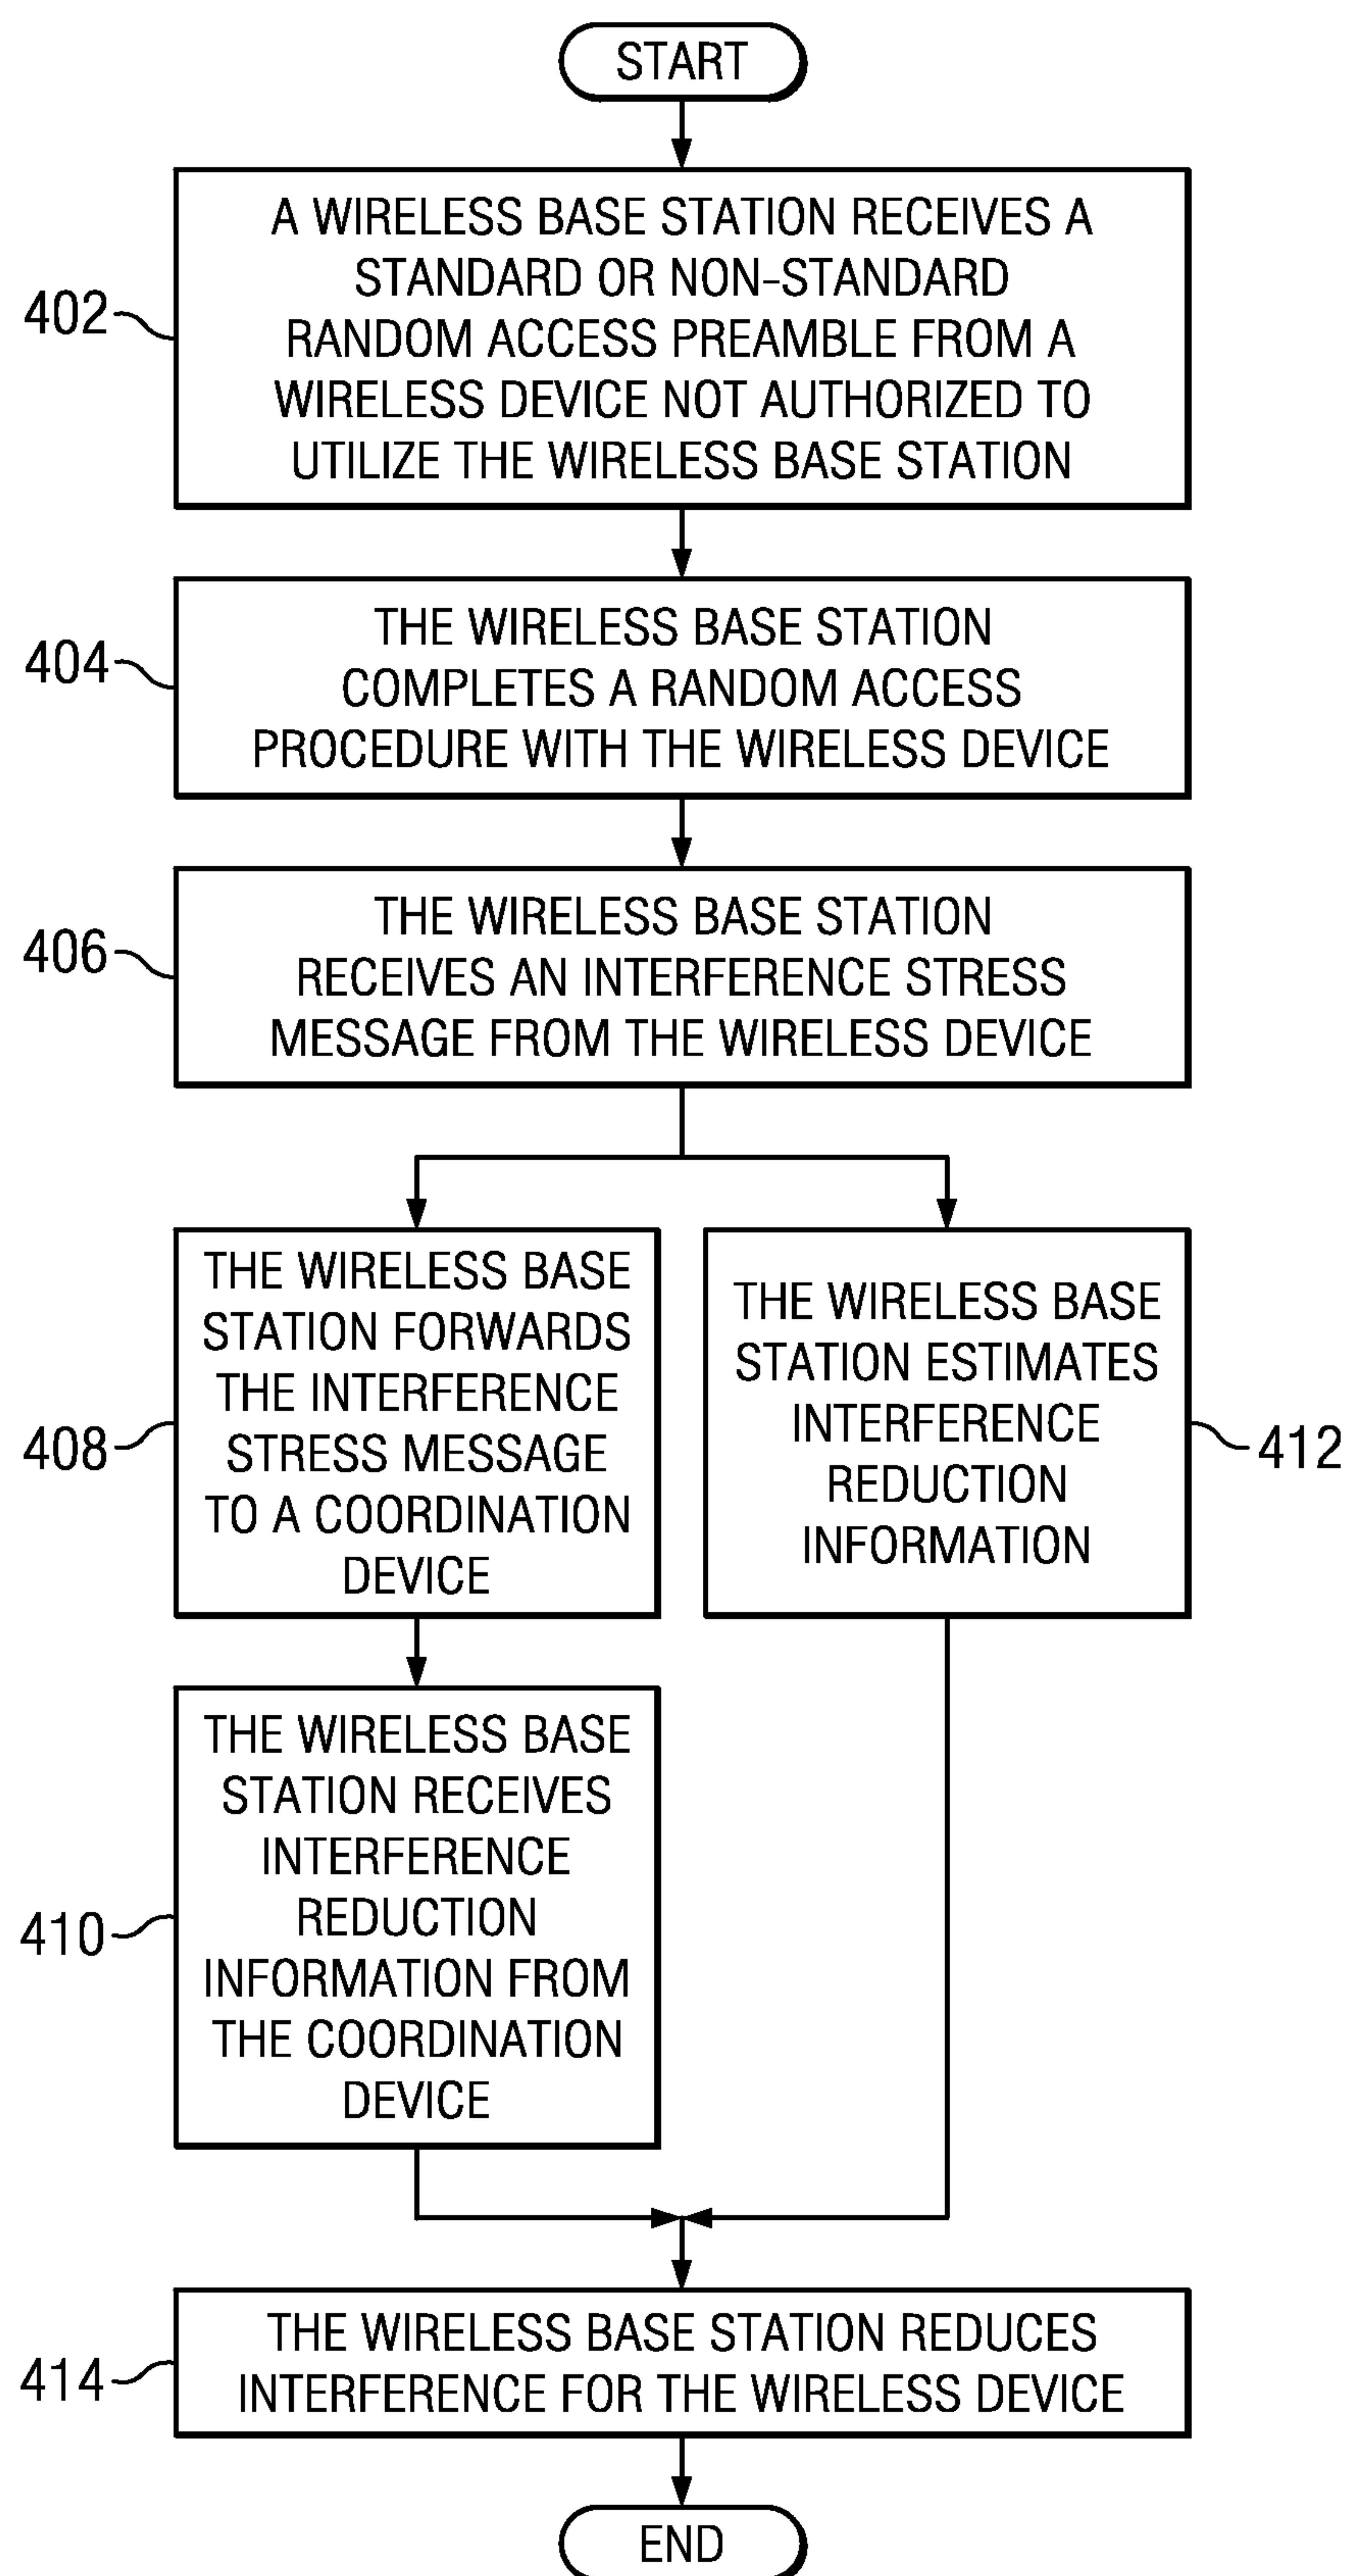 START
402
A WIRELESS BASE STATION RECEIVES A
STANDARD OR NON-STANDARD
RANDOM ACCESS PREAMBLE FROM A
WIRELESS DEVICE NOT AUTHORIZED TO
UTILIZE THE WIRELESS BASE STATION
404
THE WIRELESS BASE STATION
COMPLETES A RANDOM ACCESS
PROCEDURE WITH THE WIRELESS DEVICE
406
THE WIRELESS BASE STATION
RECEIVES AN INTERFERENCE STRESS
MESSAGE FROM THE WIRELESS DEVICE
408
THE WIRELESS BASE
STATION FORWARDS
THE INTERFERENCE
STRESS MESSAGE
TO A COORDINATION
DEVICE
THE WIRELESS BASE
STATION ESTIMATES
INTERFERENCE
REDUCTION
INFORMATION
412
410
THE WIRELESS BASE
STATION RECEIVES
INTERFERENCE
REDUCTION
INFORMATION FROM
THE COORDINATION
DEVICE
414
THE WIRELESS BASE STATION REDUCES
INTERFERENCE FOR THE WIRELESS DEVICE
END